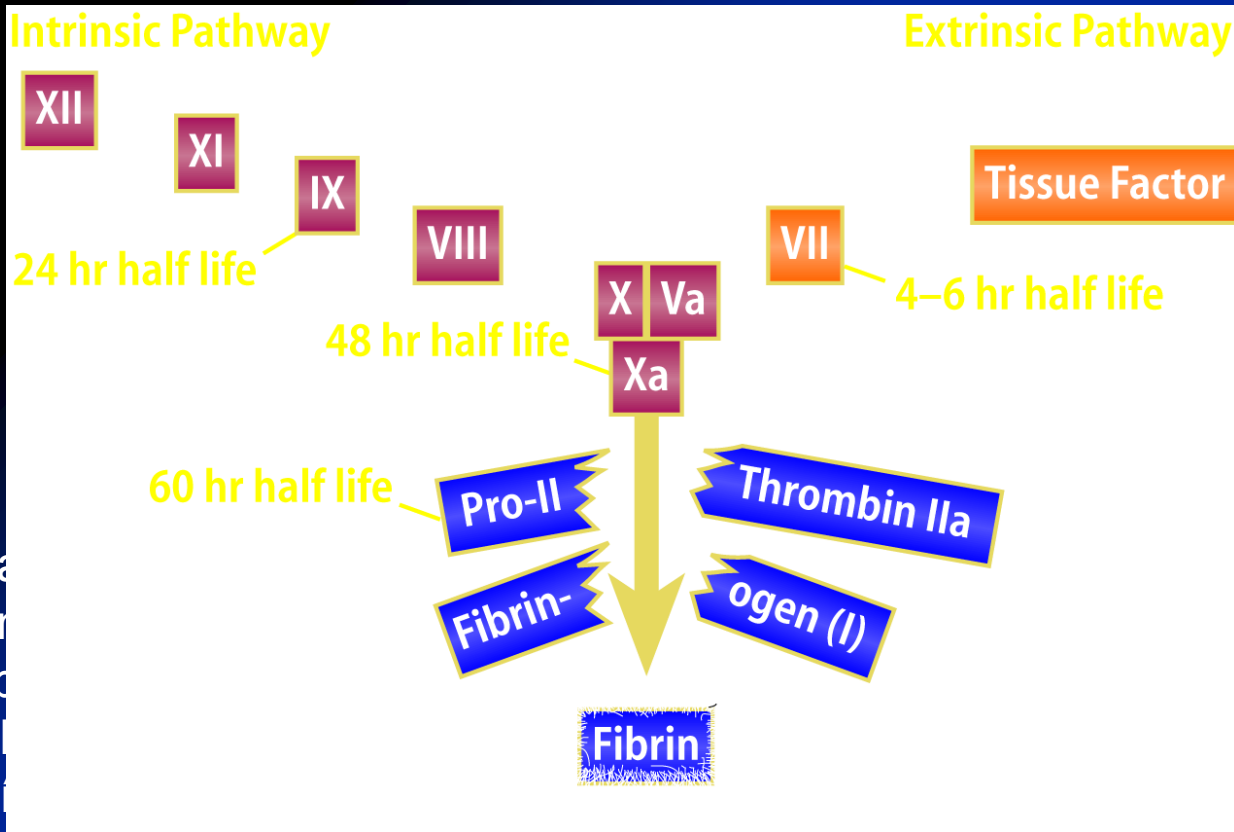 Intrinsic Pathway
Extrinsic Pathway
XII
XI
IX
VIII
VII
Tissue Factor
24 hr half life
4–6 hr half life
X
Va
48 hr half life
Xa
60 hr half life
Pro-II
Thrombin IIa
Fibrin-
ogen (I)
Fibrin